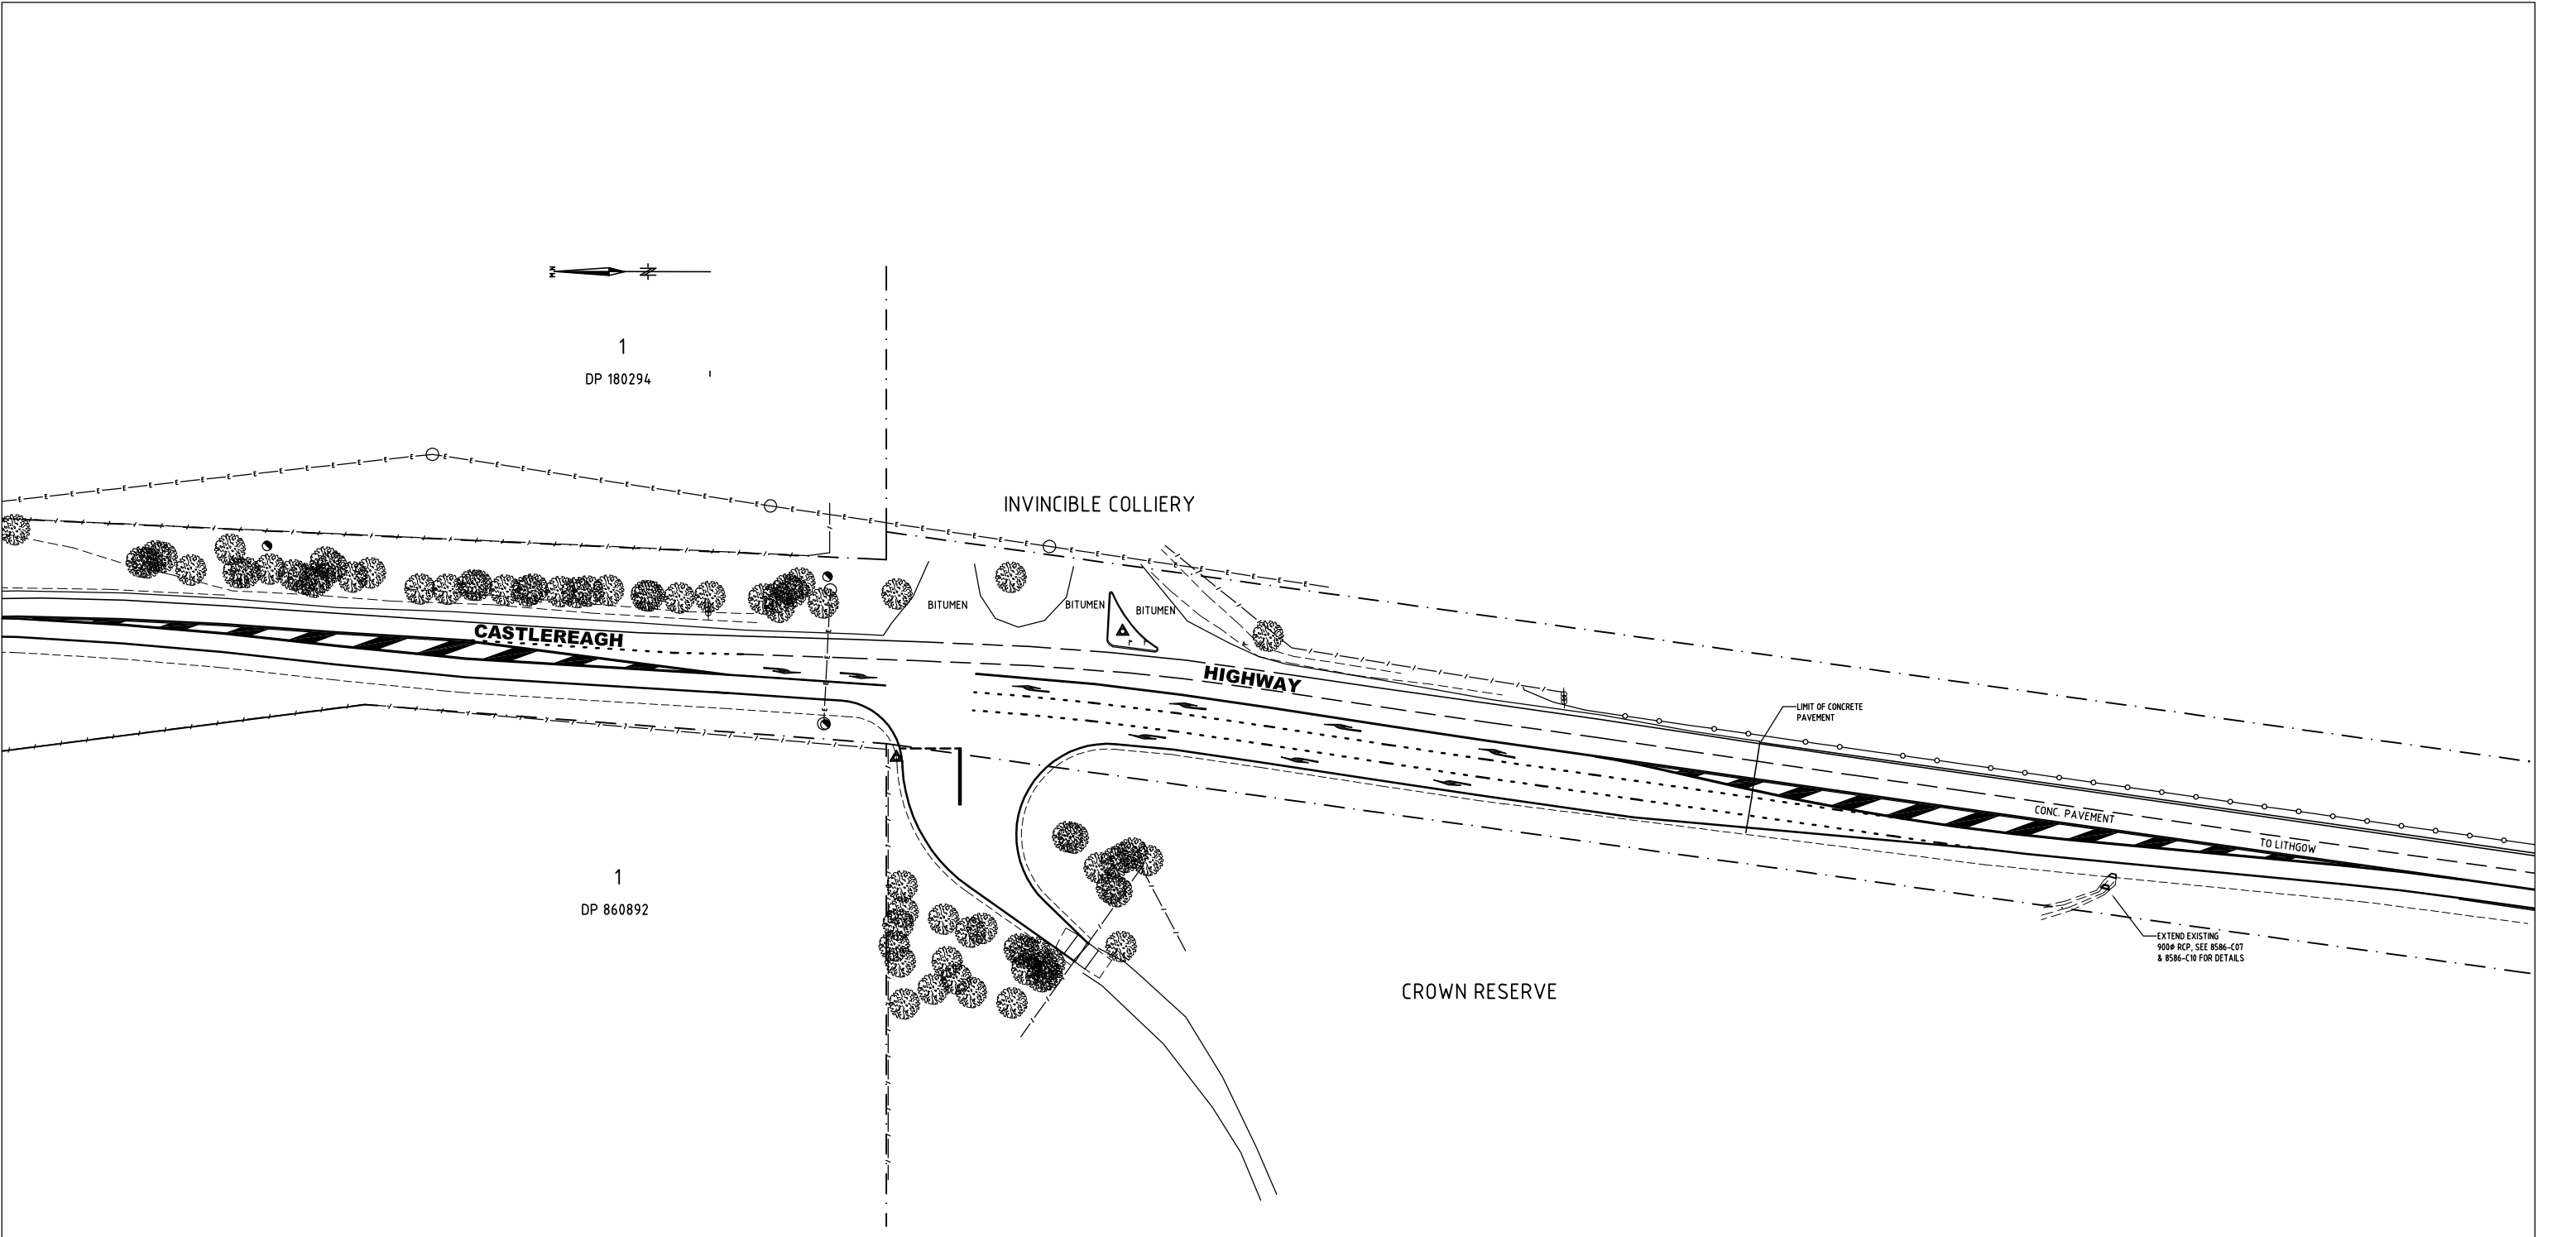 1
DP 180294
INVINCIBLE COLLIERY
BITUMEN
BITUMEN
BITUMEN
CASTLEREAGH
HIGHWAY
LIMIT OF CONCRETE
PAVEMENT
CONC. PAVEMENT
TO LITHGOW
1
DP 860892
EXTEND EXISTING
900ø RCP, SEE 8586-C07
& 8586-C10 FOR DETAILS
CROWN RESERVE